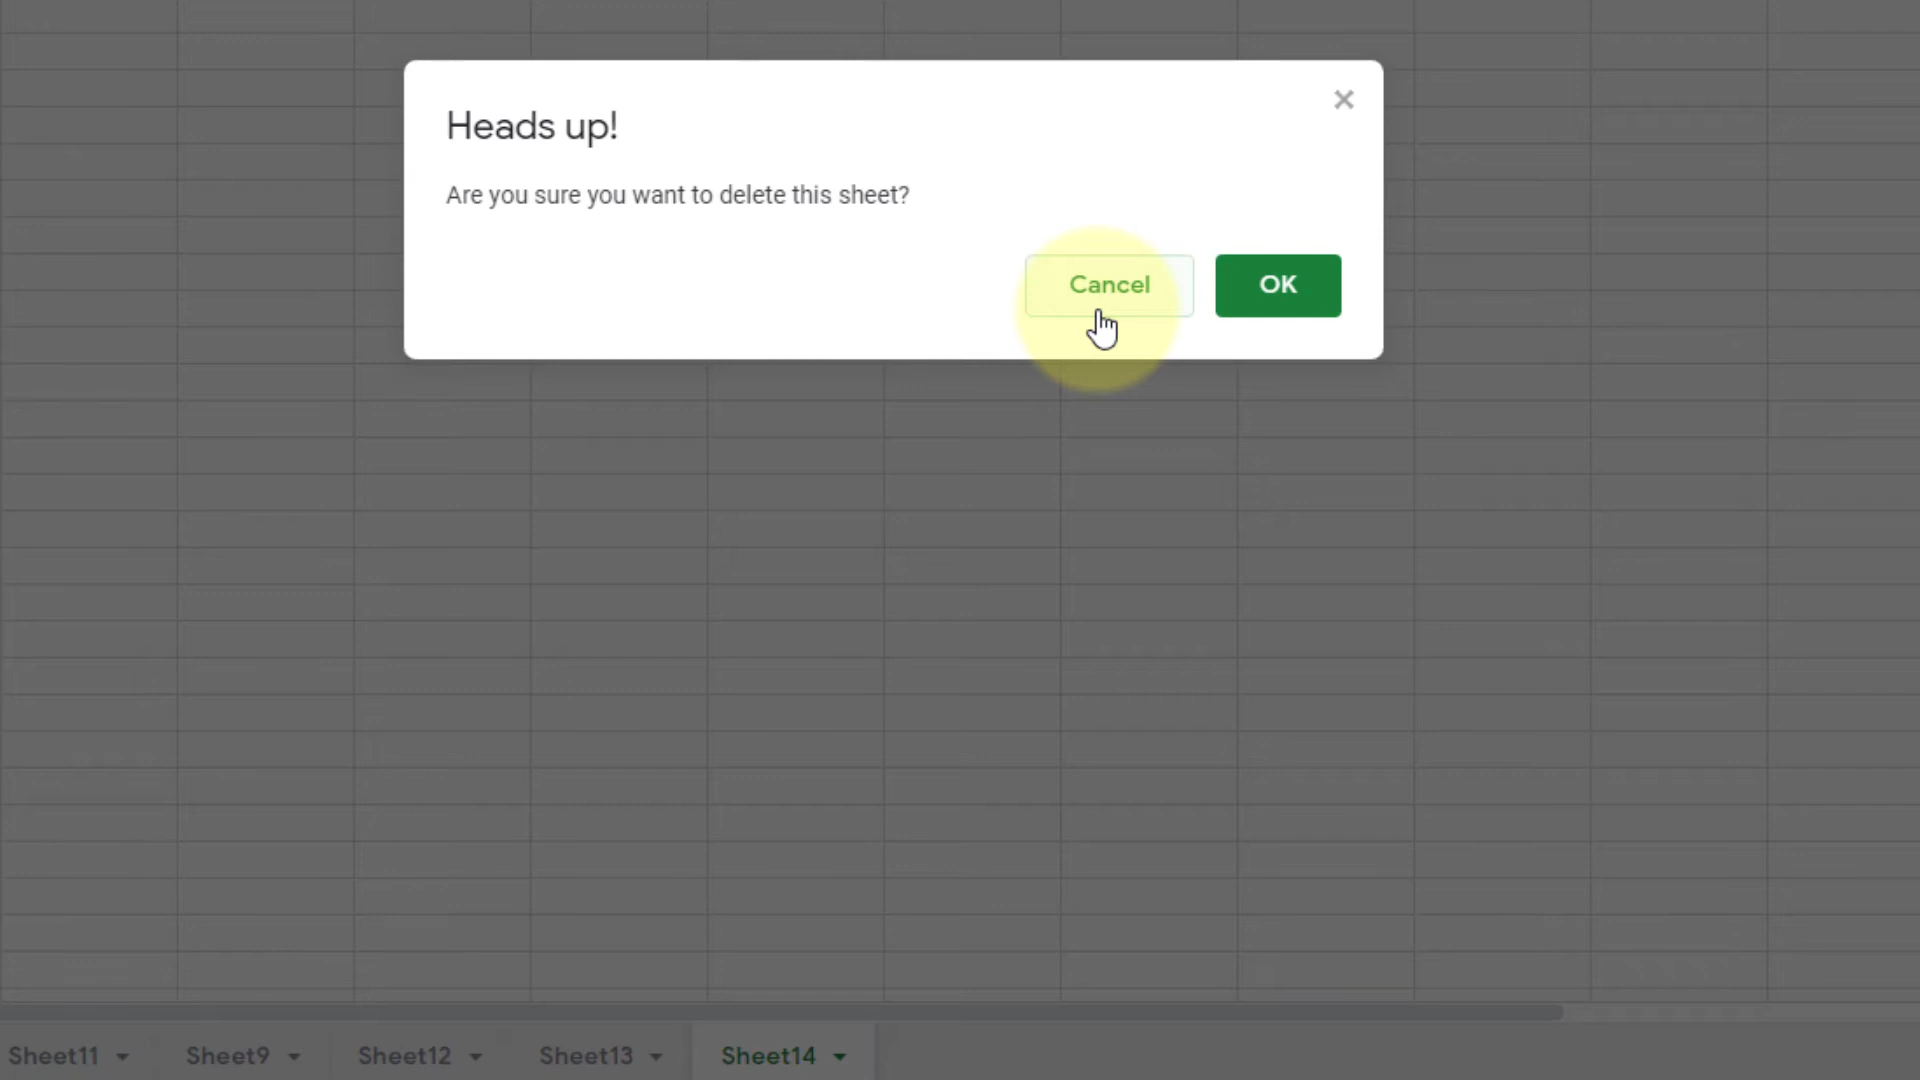 Heads up!
Are you sure you want to delete this sheet?
Cancel OK
Sheet11 Sheet9 Sheet12 Sheet13 Sheet14